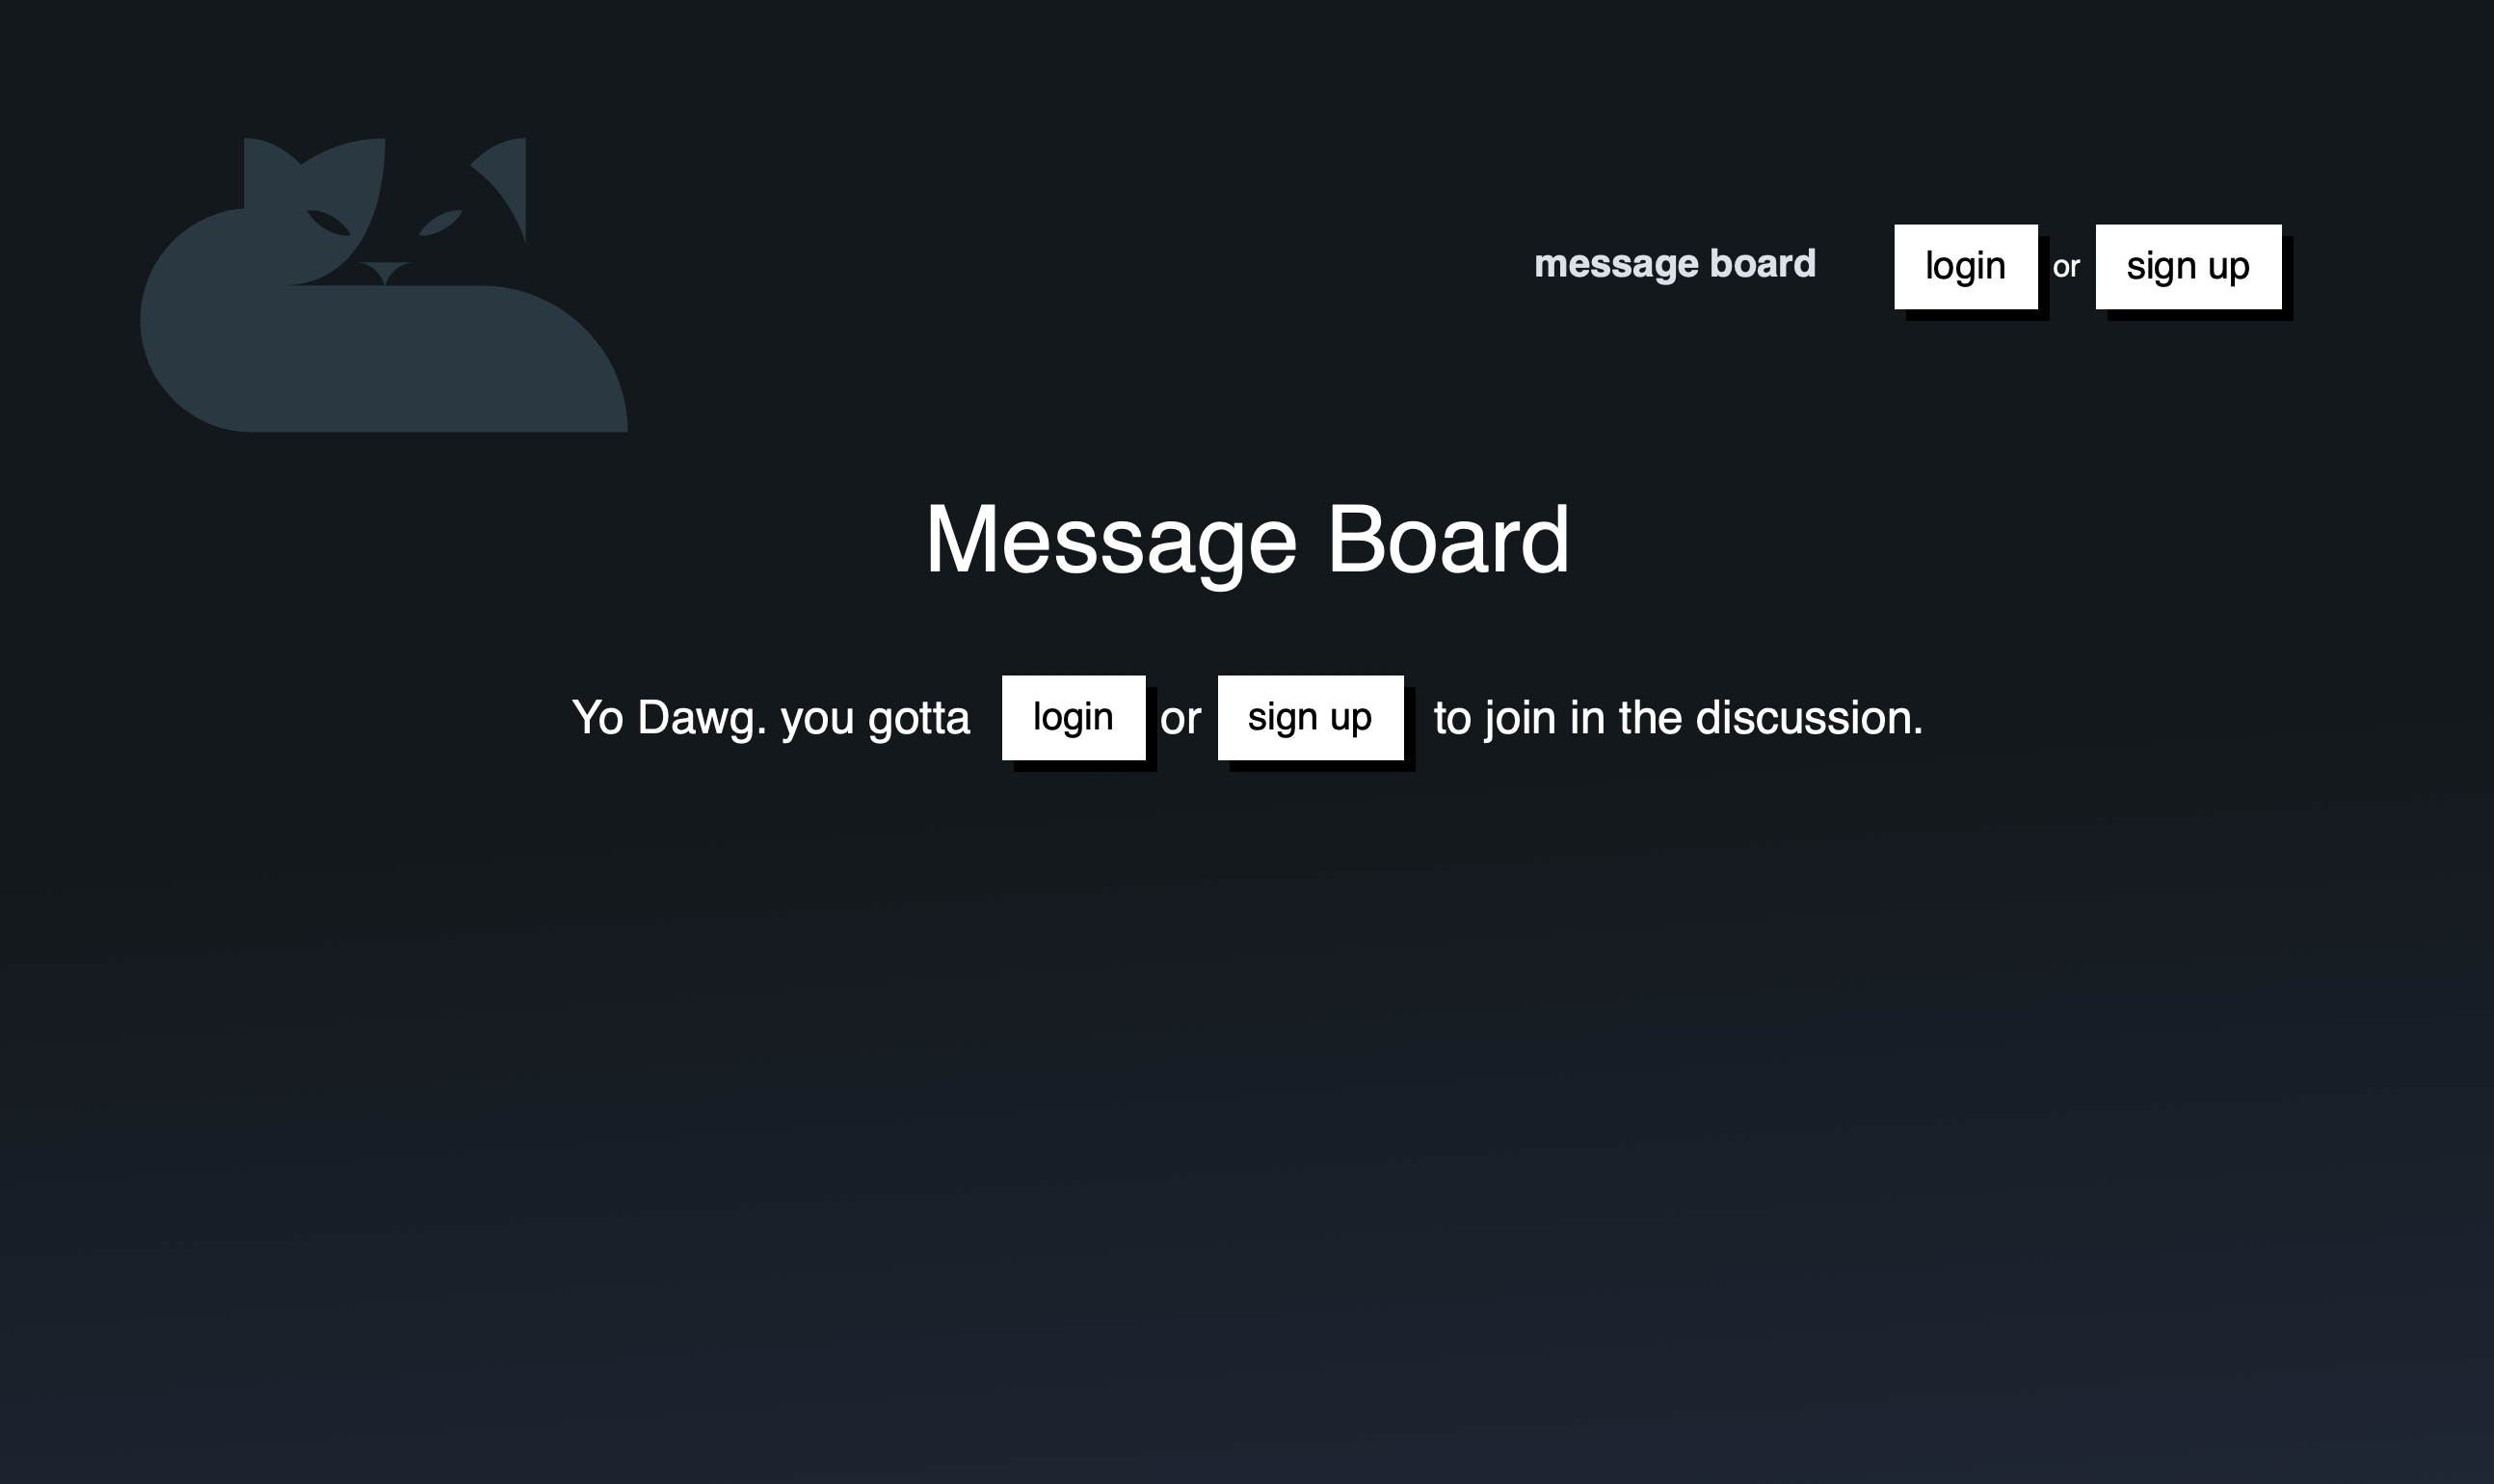 message board login or sign up
Message Board
Yo Dawg. you gotta login or sign up to join in the discussion.